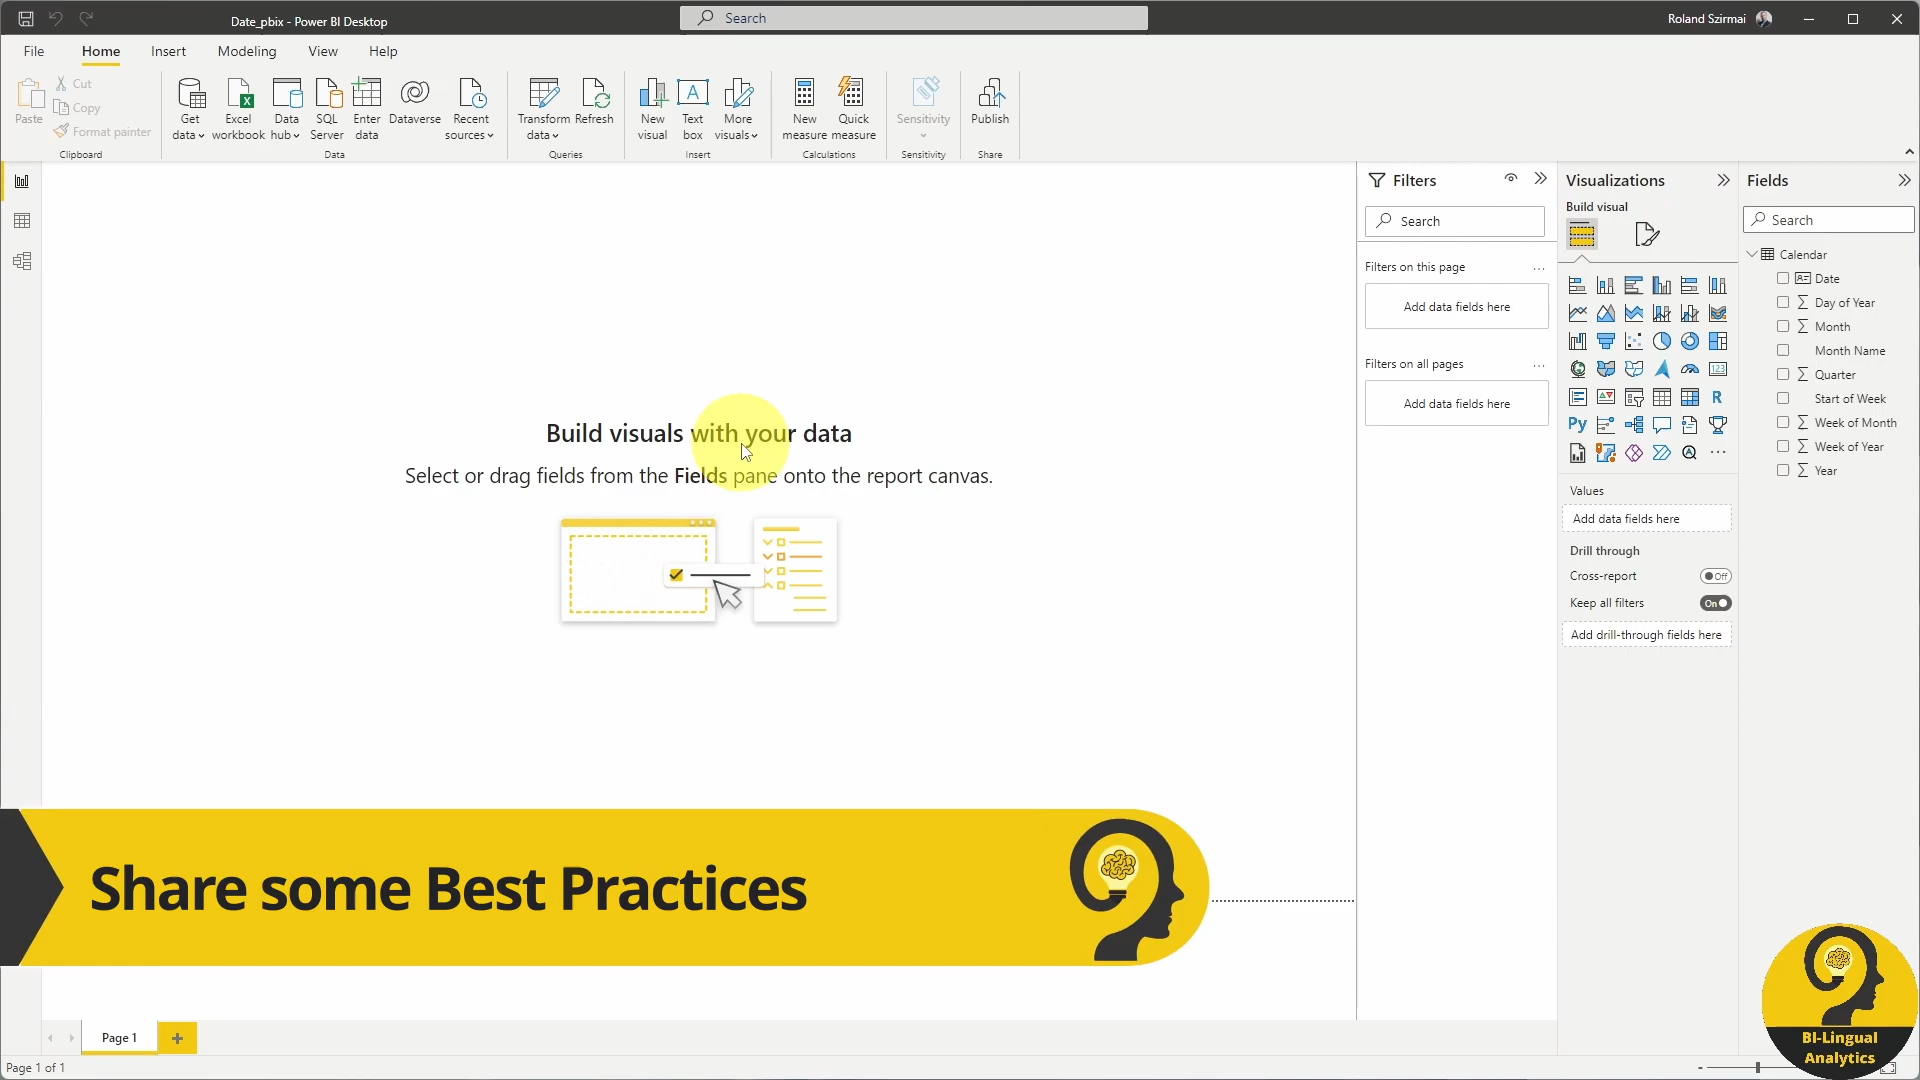 Date_pbix - Power BI Desktop
Search
Roland Szirmai
File Home Insert Modeling View Help
Paste
Cut
Copy
Format painter
Clipboard
Get data
Excel workbook
Data hub
SQL Server
Enter data
Dataverse
Recent sources
Data
Transform data
Refresh
Queries
New visual
Text box
More visuals
Insert
New measure
Quick measure
Calculations
Sensitivity
Sensitivity
Publish
Share
Build visuals with your data
Select or drag fields from the Fields pane onto the report canvas.
Filters
Search
Filters on this page
Add data fields here
Filters on all pages
Add data fields here
Visualizations
Build visual
123
R
Py
Values
Add data fields here
Drill through
Cross-report
Off
Keep all filters
On
Add drill-through fields here
Fields
Search
Calendar
Date
Day of Year
Month
Month Name
Quarter
Start of Week
Week of Month
Week of Year
Year
Share some Best Practices
BI-Lingual
Analytics
Page 1
Page 1 of 1